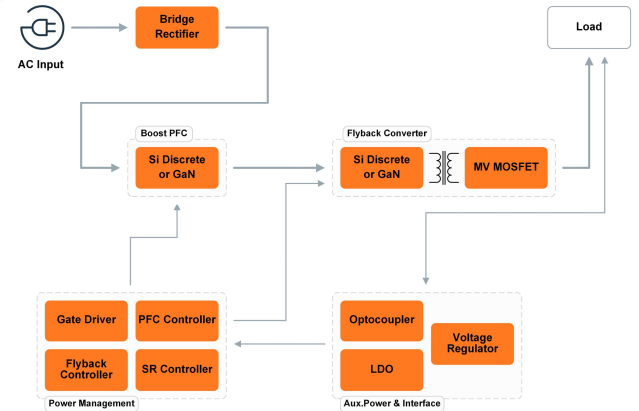 AC Input
Bridge
Rectifier
Load
Boost PFC
Si Discrete
or GaN
Flyback Converter
Si Discrete
or GaN
MV MOSFET
Gate Driver
PFC Controller
Flyback
Controller
SR Controller
Power Management
Optocoupler
LDO
Voltage
Regulator
Aux.Power & Interface